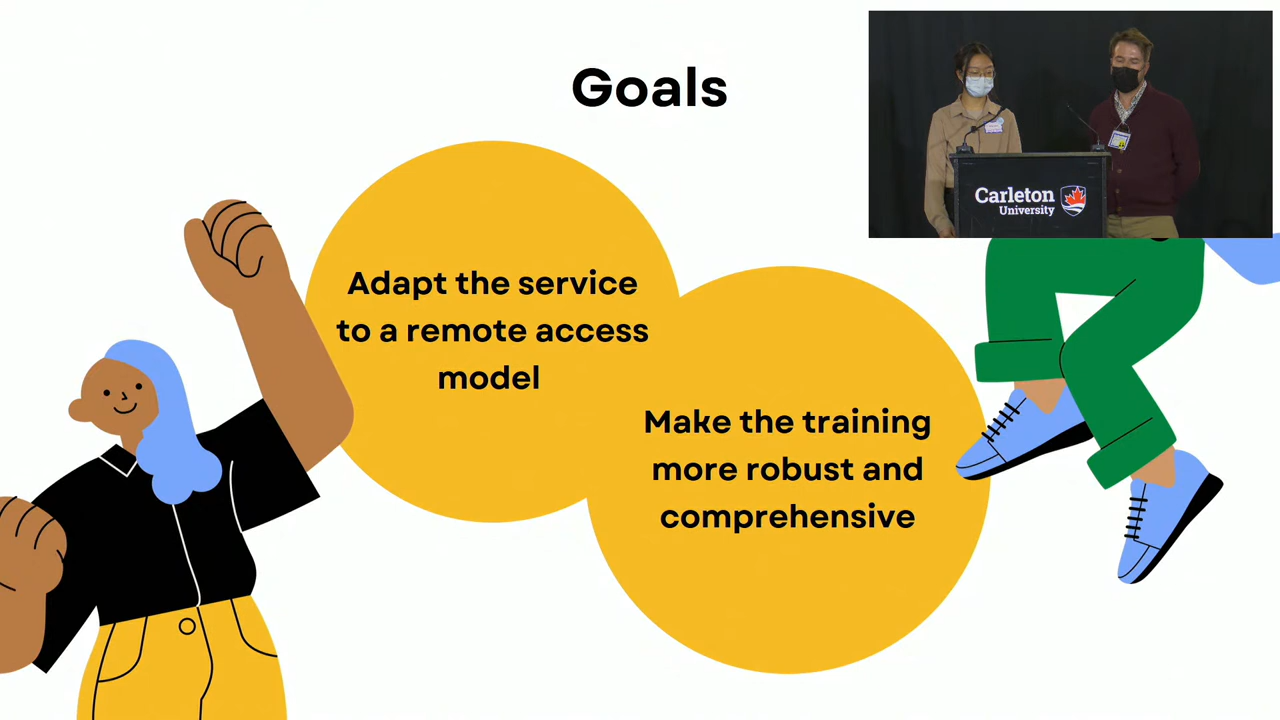 Goals
Adapt the service
to a remote access
model
Make the training
more robust and
comprehensive
Carleton
University